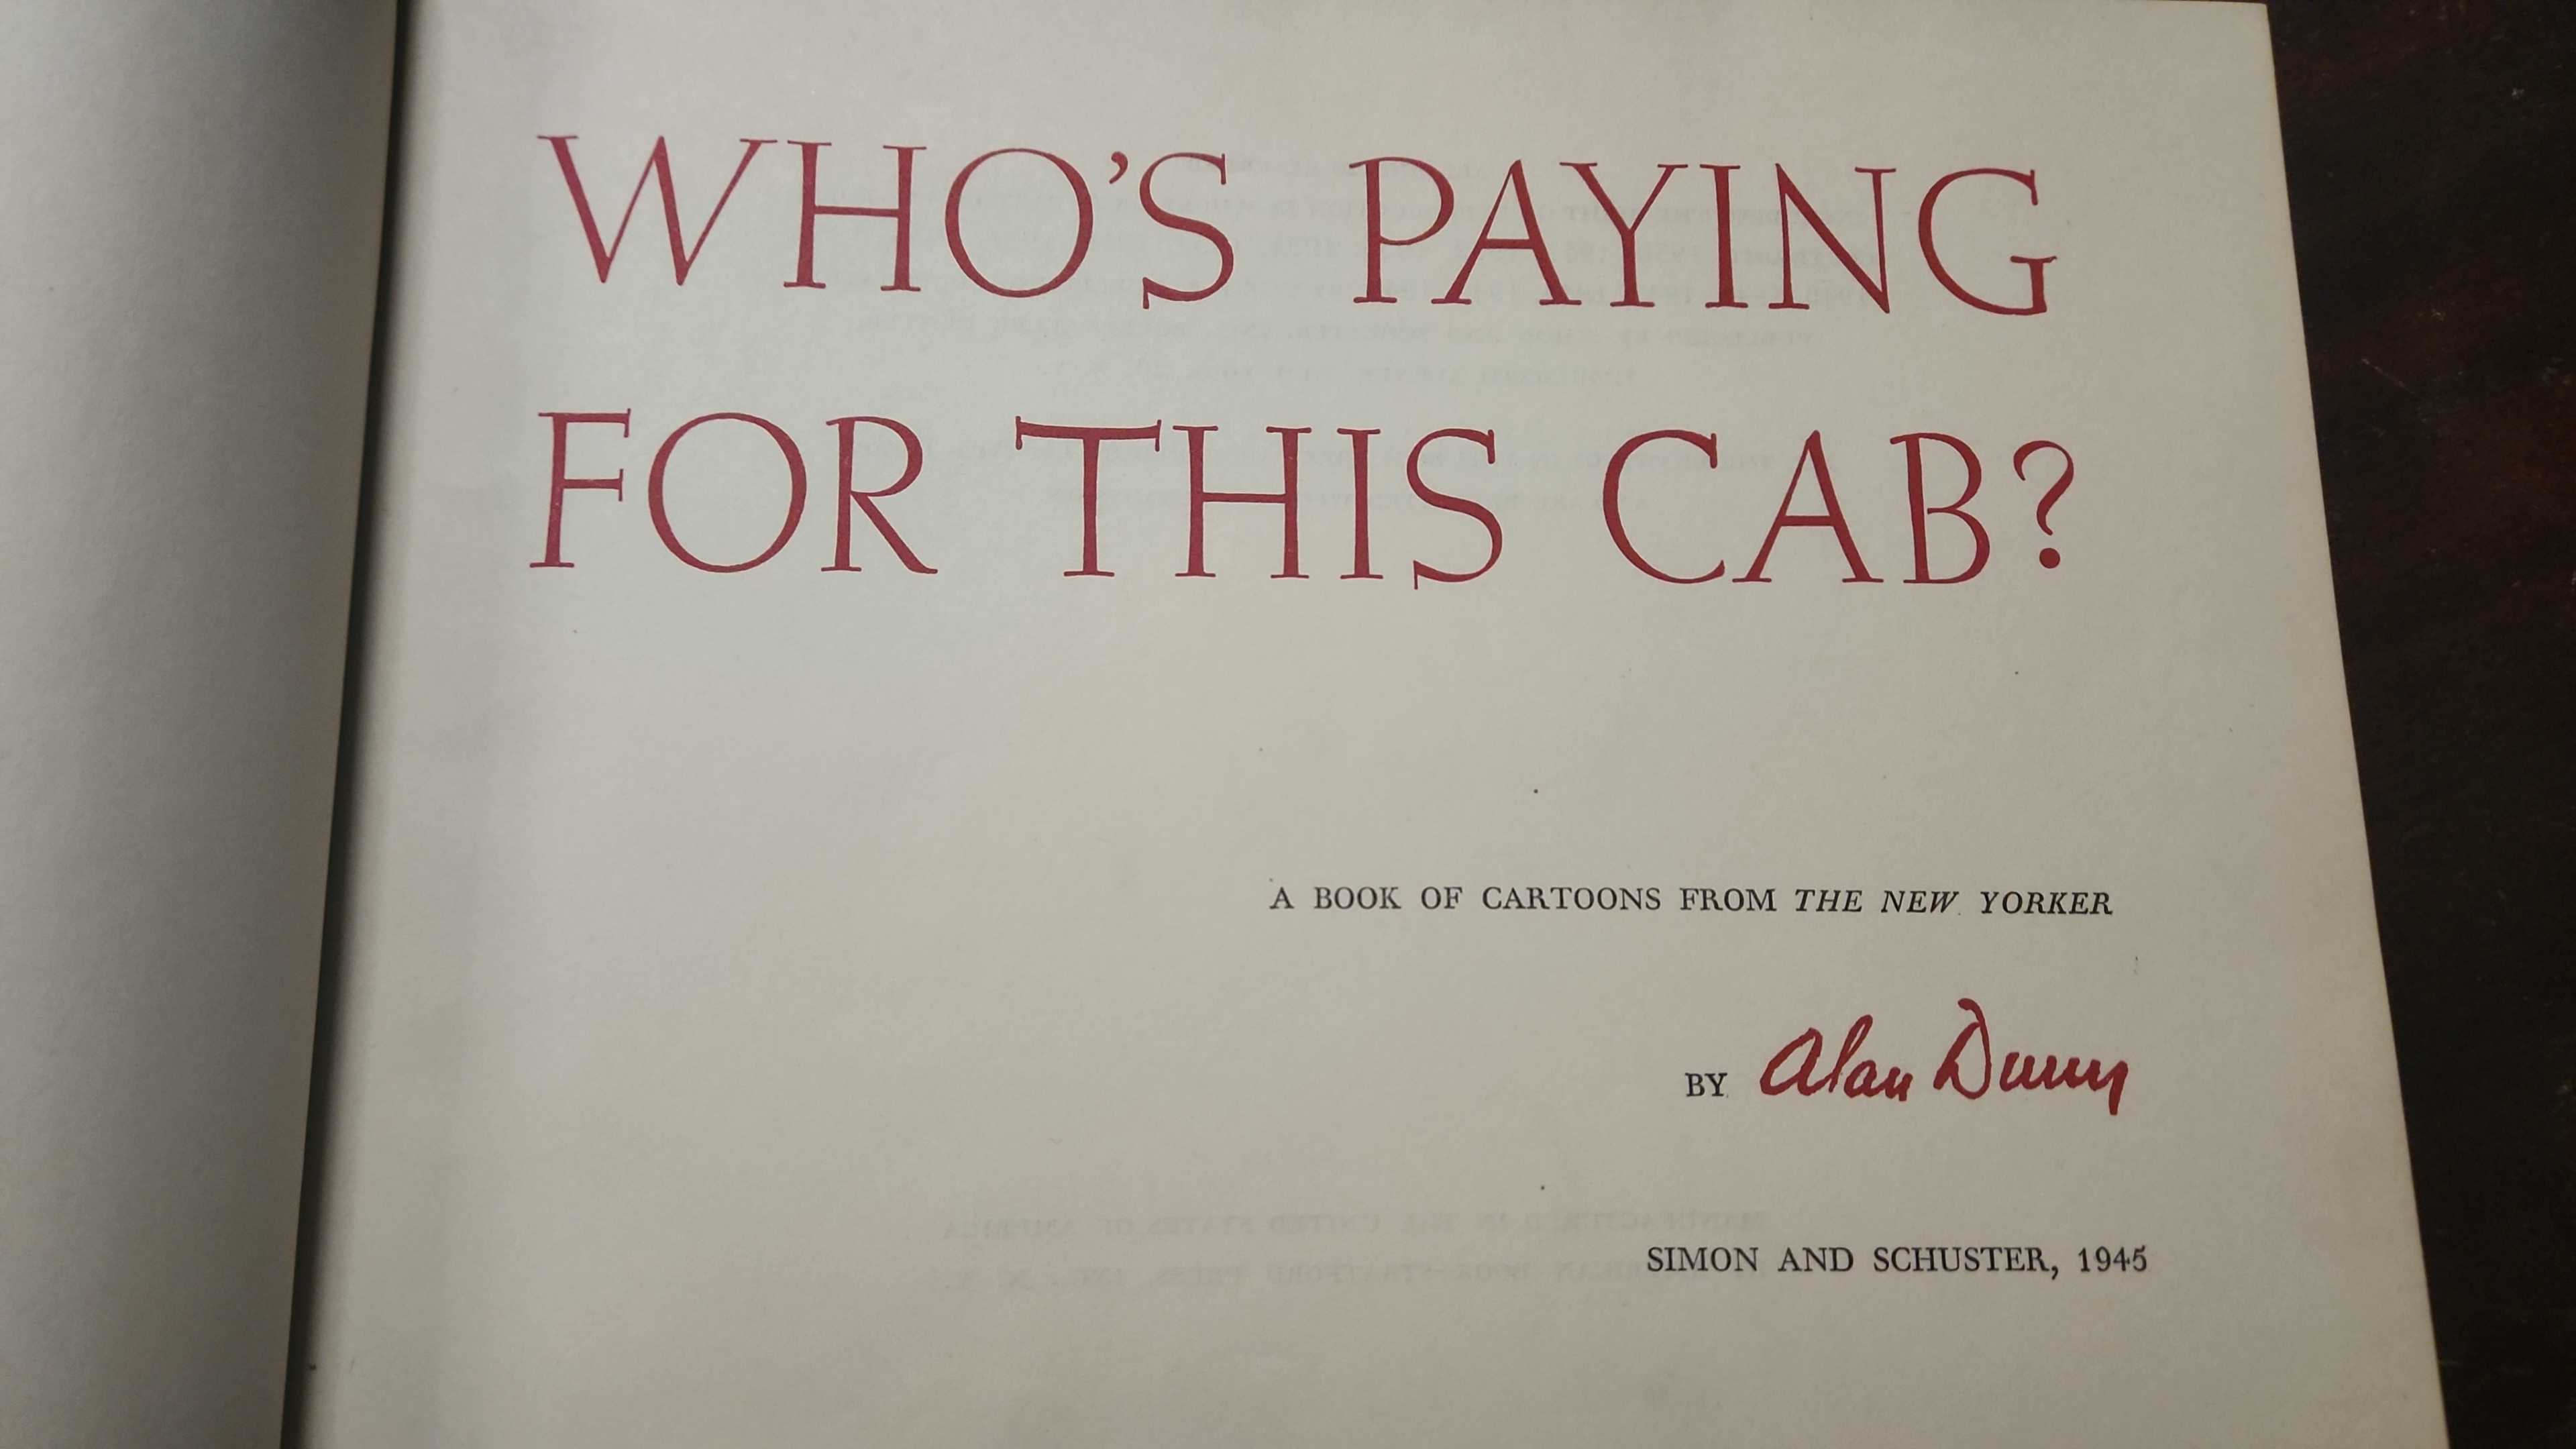 WHO'S PAYING
FOR THIS CAB?
A BOOK OF CARTOONS FROM THE NEW YORKER
BY Alan Dunn
SIMON AND SCHUSTER, 1945